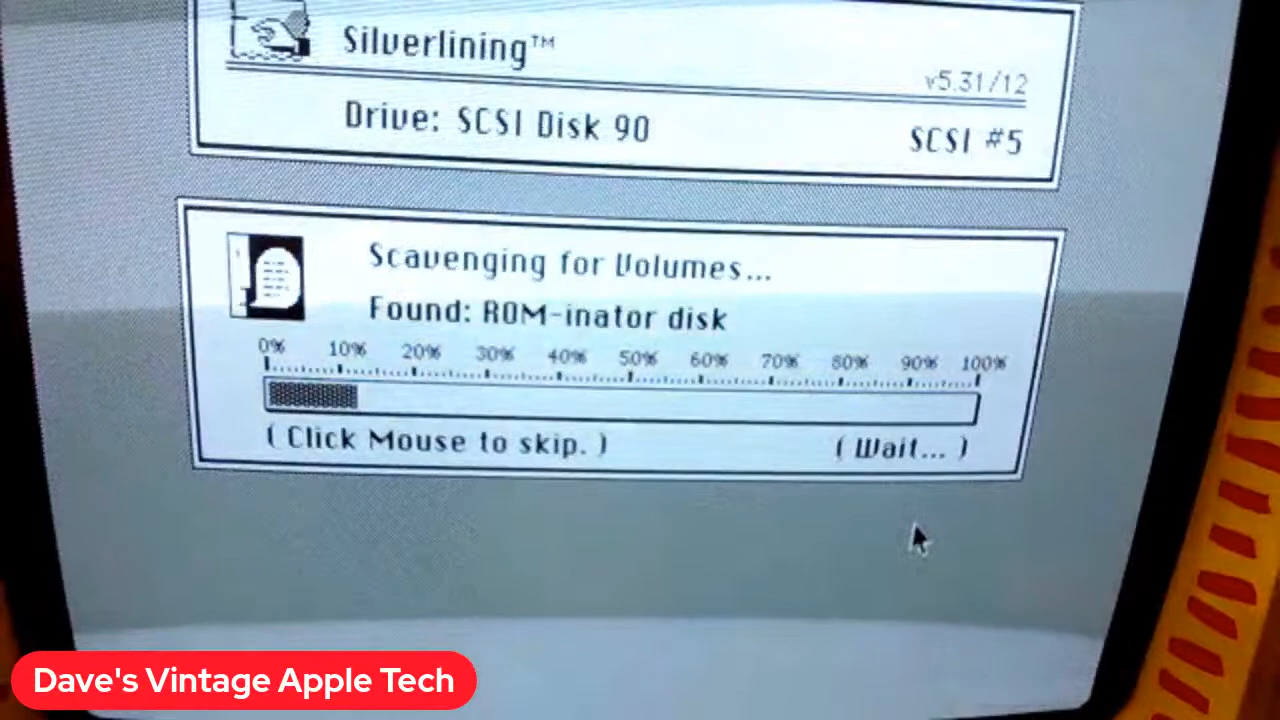 Silverlining™
v5.31/12
Drive: SCSI Disk 90
SCSI #5
Scavenging for Volumes...
Found: ROM-inator disk
0% 10% 20% 30% 40% 50% 60% 70% 80% 90% 100%
( Click Mouse to skip. ) ( Wait... )
Dave's Vintage Apple Tech